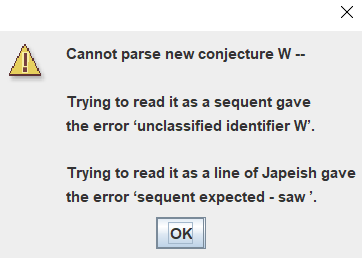 Cannot parse new conjecture W --
Trying to read it as a sequent gave
the error ‘unclassified identifier W’.
Trying to read it as a line of Japeish gave
the error ‘sequent expected - saw ’.
OK